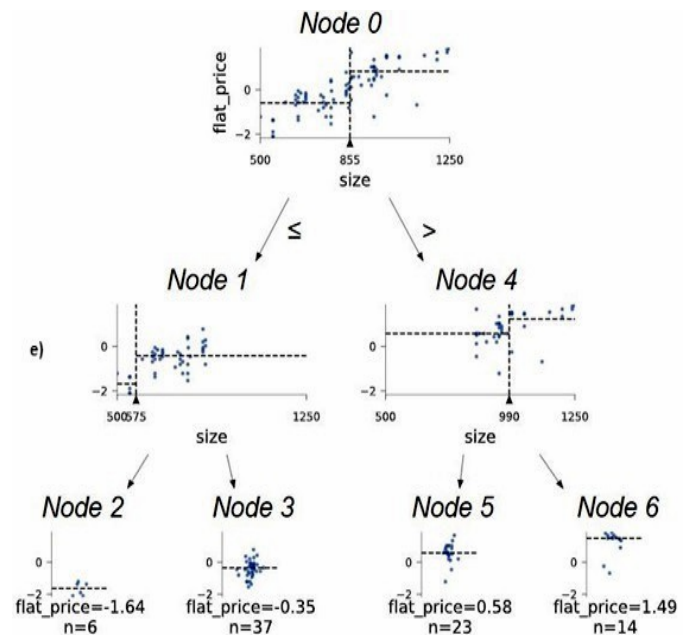 Node 0
flat_price
0
−2
500
855
1250
size
≤
>
Node 1
Node 4
e)
0
−2
500575
1250
size
0
−2
500
990
1250
size
Node 2
Node 3
Node 5
Node 6
0
−2
flat_price=-1.64
n=6
0
−2
flat_price=-0.35
n=37
0
−2
flat_price=0.58
n=23
0
−2
flat_price=1.49
n=14